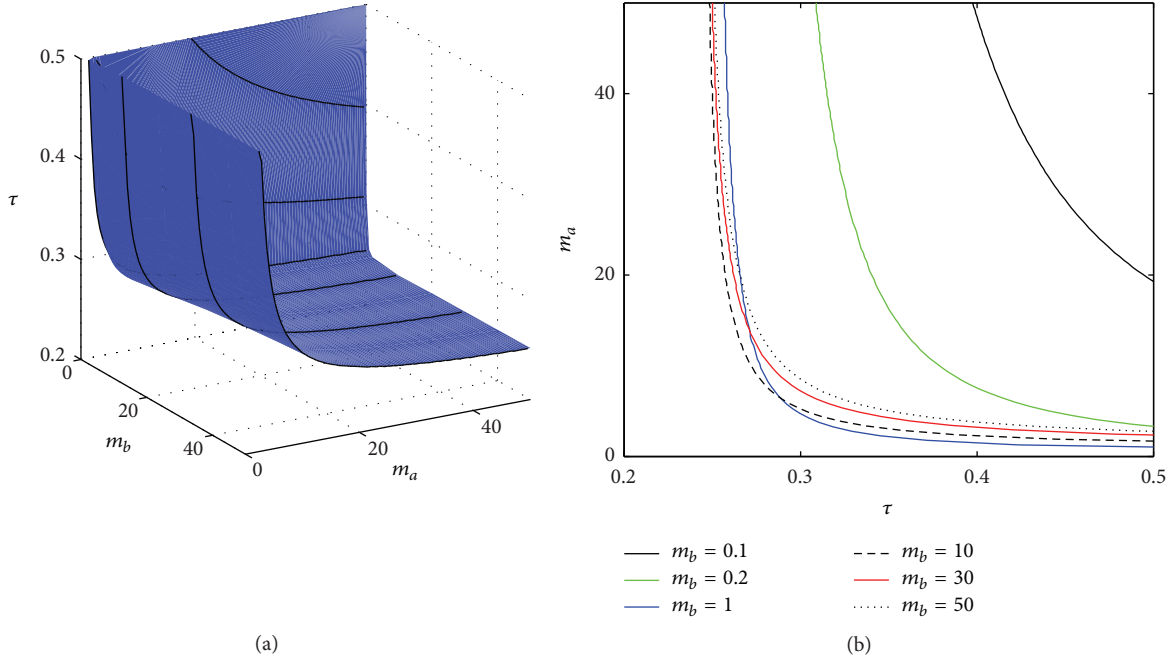 0.5
0.4
τ
0.3
0.2
0
20
m_b
40
0
20
m_a
40
(a)
40
m_a
20
0
0.2
0.3
0.4
0.5
τ
m_b = 0.1
m_b = 0.2
m_b = 1
m_b = 10
m_b = 30
m_b = 50
(b)